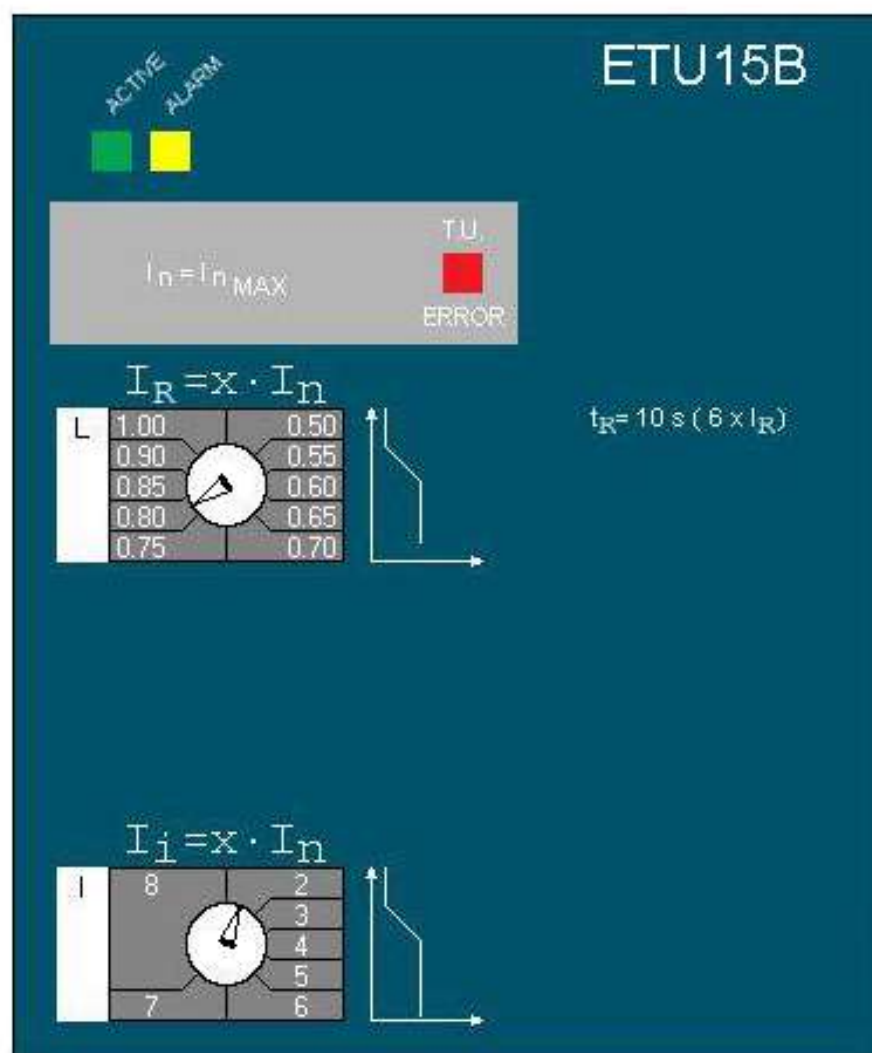 ACTIVE
ALARM
ETU15B
In=In MAX
T.U.
ERROR
IR=x·In
L
1.00 0.50
0.90 0.55
0.85 0.60
0.80 0.65
0.75 0.70
tR= 10 s ( 6 x IR)
Ii=x·In
I
8 2
3
4
5
7 6